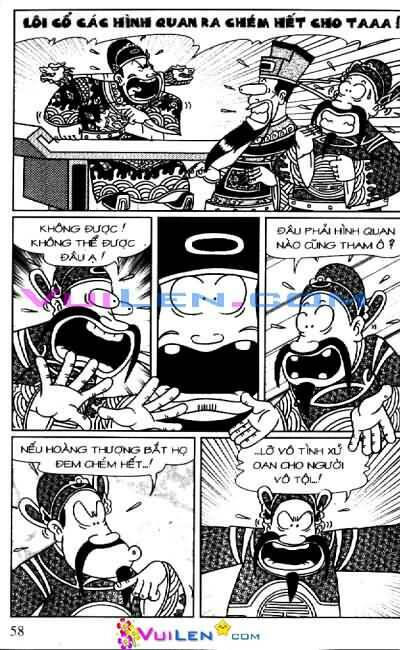 LÔI CỔ CÁC HÌNH QUAN RA CHÉM HẾT CHO TAAA!
KHÔNG ĐƯỢC!
KHÔNG THỂ ĐƯỢC
ĐÂU Ạ!
ĐÂU PHẢI HÌNH QUAN
NÀO CŨNG THAM Ô?
VUILEN.COM
NẾU HOÀNG THƯỢNG BẮT HỌ
ĐEM CHÉM HẾT...!
...LỠ VÔ TÌNH XỬ
OAN CHO NGƯỜI
VÔ TỘI...!
58
VUILEN.COM